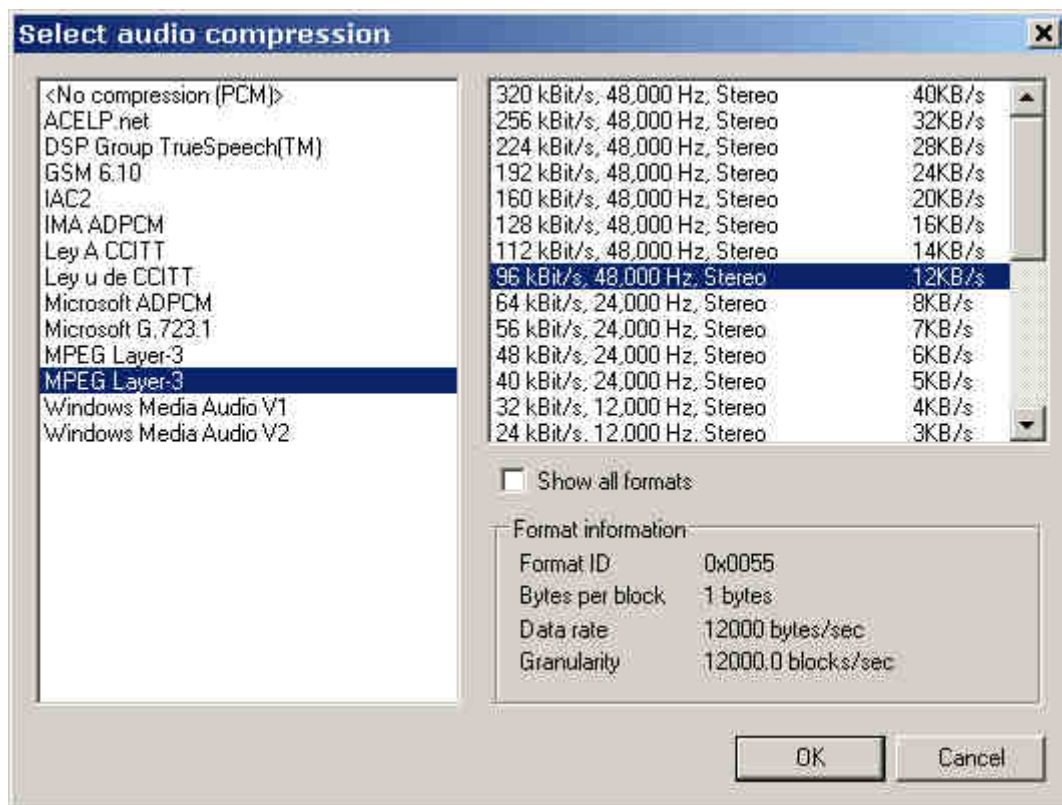 Select audio compression
<No compression (PCM)>
ACELP.net
DSP Group TrueSpeech(TM)
GSM 6.10
IAC2
IMA ADPCM
Ley A CCITT
Ley u de CCITT
Microsoft ADPCM
Microsoft G.723.1
MPEG Layer-3
MPEG Layer-3
Windows Media Audio V1
Windows Media Audio V2
320 kBit/s, 48,000 Hz, Stereo 40KB/s
256 kBit/s, 48,000 Hz, Stereo 32KB/s
224 kBit/s, 48,000 Hz, Stereo 28KB/s
192 kBit/s, 48,000 Hz, Stereo 24KB/s
160 kBit/s, 48,000 Hz, Stereo 20KB/s
128 kBit/s, 48,000 Hz, Stereo 16KB/s
112 kBit/s, 48,000 Hz, Stereo 14KB/s
96 kBit/s, 48,000 Hz, Stereo 12KB/s
64 kBit/s, 24,000 Hz, Stereo 8KB/s
56 kBit/s, 24,000 Hz, Stereo 7KB/s
48 kBit/s, 24,000 Hz, Stereo 6KB/s
40 kBit/s, 24,000 Hz, Stereo 5KB/s
32 kBit/s, 12,000 Hz, Stereo 4KB/s
24 kBit/s, 12,000 Hz, Stereo 3KB/s
Show all formats
Format information
Format ID 0x0055
Bytes per block 1 bytes
Data rate 12000 bytes/sec
Granularity 12000.0 blocks/sec
OK Cancel